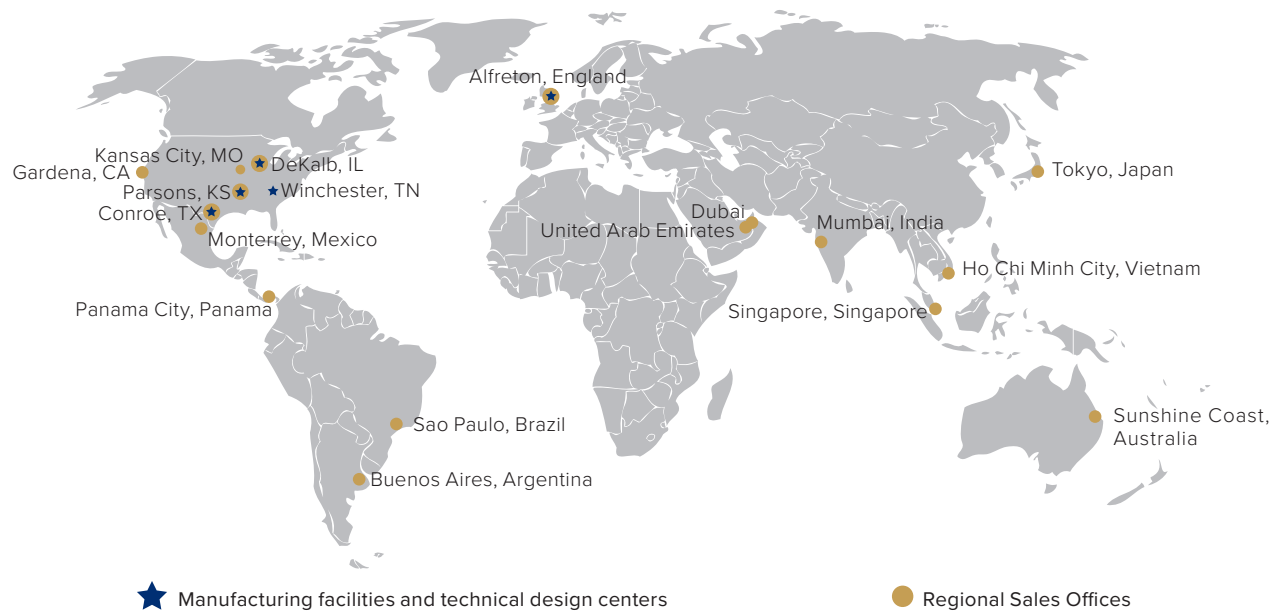 Alfreton, England
Kansas City, MO
DeKalb, IL
Gardena, CA
Parsons, KS
Winchester, TN
Conroe, TX
Monterrey, Mexico
Panama City, Panama
Sao Paulo, Brazil
Buenos Aires, Argentina
Tokyo, Japan
Dubai
United Arab Emirates
Mumbai, India
Ho Chi Minh City, Vietnam
Singapore, Singapore
Sunshine Coast,
Australia
Manufacturing facilities and technical design centers
Regional Sales Offices